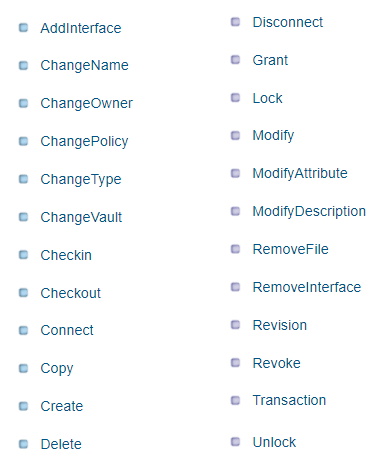 AddInterface
ChangeName
ChangeOwner
ChangePolicy
ChangeType
ChangeVault
Checkin
Checkout
Connect
Copy
Create
Delete
Disconnect
Grant
Lock
Modify
ModifyAttribute
ModifyDescription
RemoveFile
RemoveInterface
Revision
Revoke
Transaction
Unlock